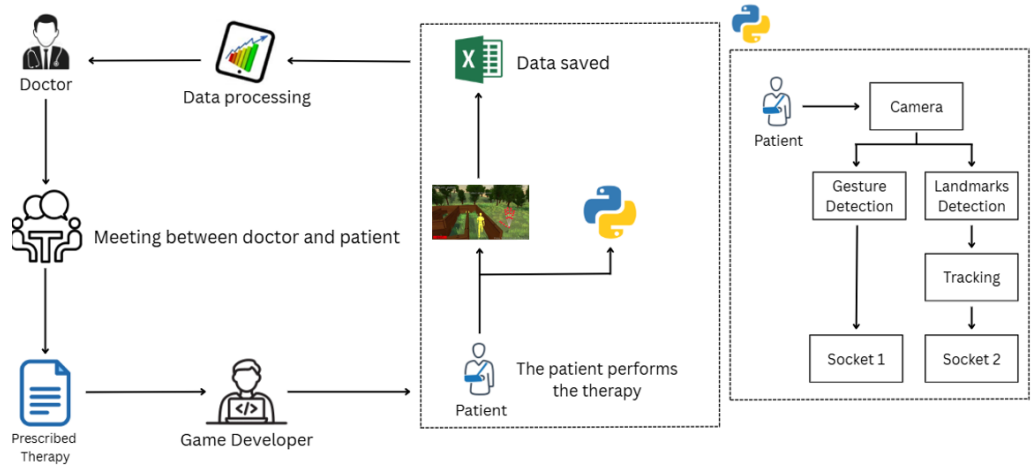 Doctor
Data processing
X
Data saved
Meeting between doctor and patient
Prescribed
Therapy
</>
Game Developer
Patient
The patient performs
the therapy
Patient
Camera
Gesture
Detection
Landmarks
Detection
Tracking
Socket 1
Socket 2